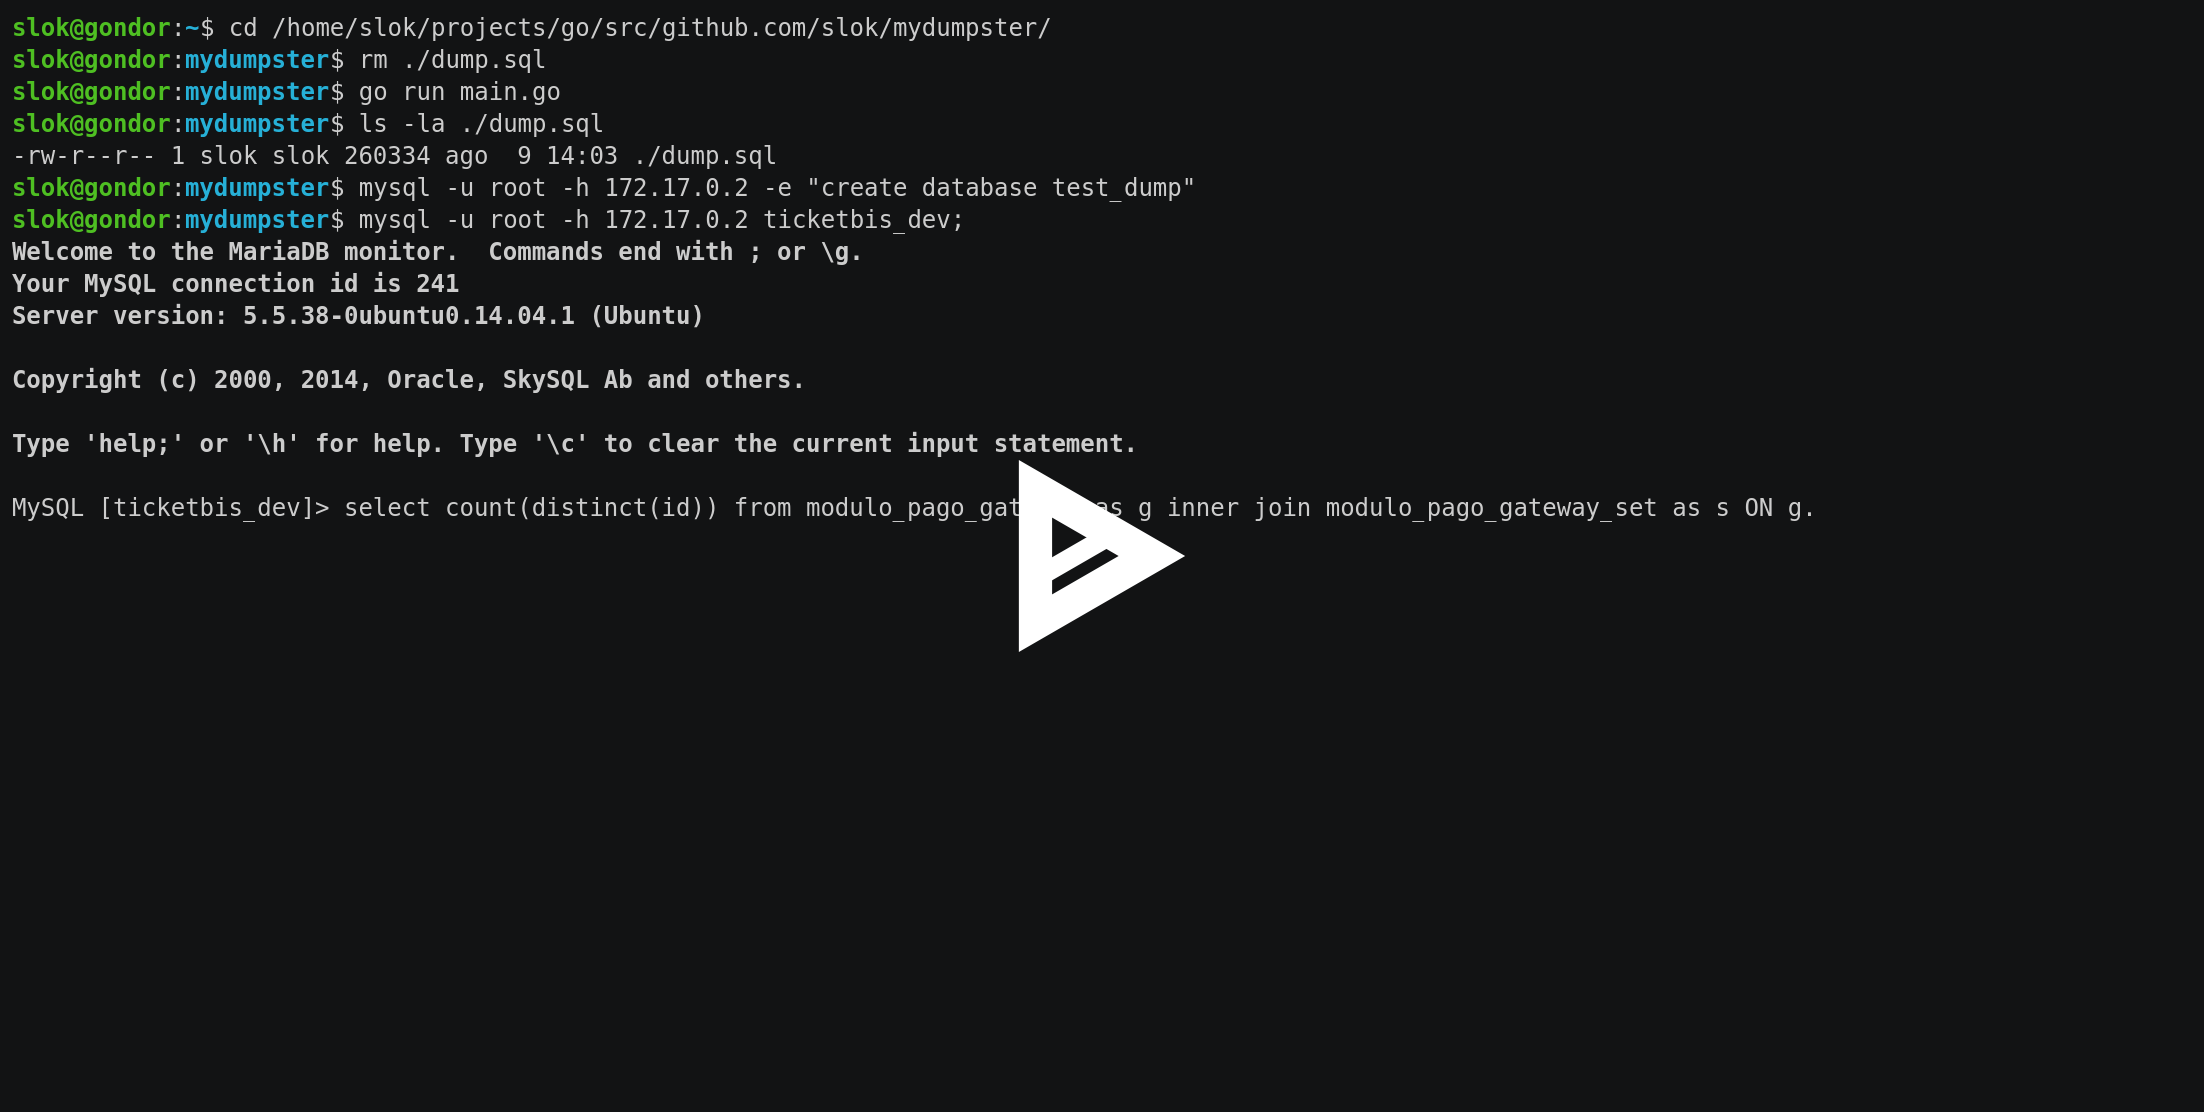 slok@gondor:~$ cd /home/slok/projects/go/src/github.com/slok/mydumpster/
slok@gondor:mydumpster$ rm ./dump.sql
slok@gondor:mydumpster$ go run main.go
slok@gondor:mydumpster$ ls -la ./dump.sql
-rw-r--r-- 1 slok slok 260334 ago  9 14:03 ./dump.sql
slok@gondor:mydumpster$ mysql -u root -h 172.17.0.2 -e "create database test_dump"
slok@gondor:mydumpster$ mysql -u root -h 172.17.0.2 ticketbis_dev;
Welcome to the MariaDB monitor.  Commands end with ; or \g.
Your MySQL connection id is 241
Server version: 5.5.38-0ubuntu0.14.04.1 (Ubuntu)
Copyright (c) 2000, 2014, Oracle, SkySQL Ab and others.
Type 'help;' or '\h' for help. Type '\c' to clear the current input statement.
MySQL [ticketbis_dev]> select count(distinct(id)) from as g inner join modulo_pago_gateway_set as s ON g.